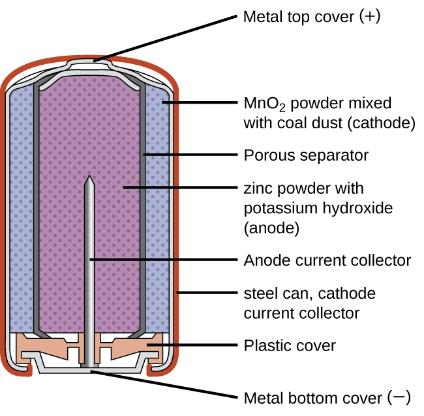 Metal top cover (+)
MnO₂ powder mixed
with coal dust (cathode)
Porous separator
zinc powder with
potassium hydroxide
(anode)
Anode current collector
steel can, cathode
current collector
Plastic cover
Metal bottom cover (−)